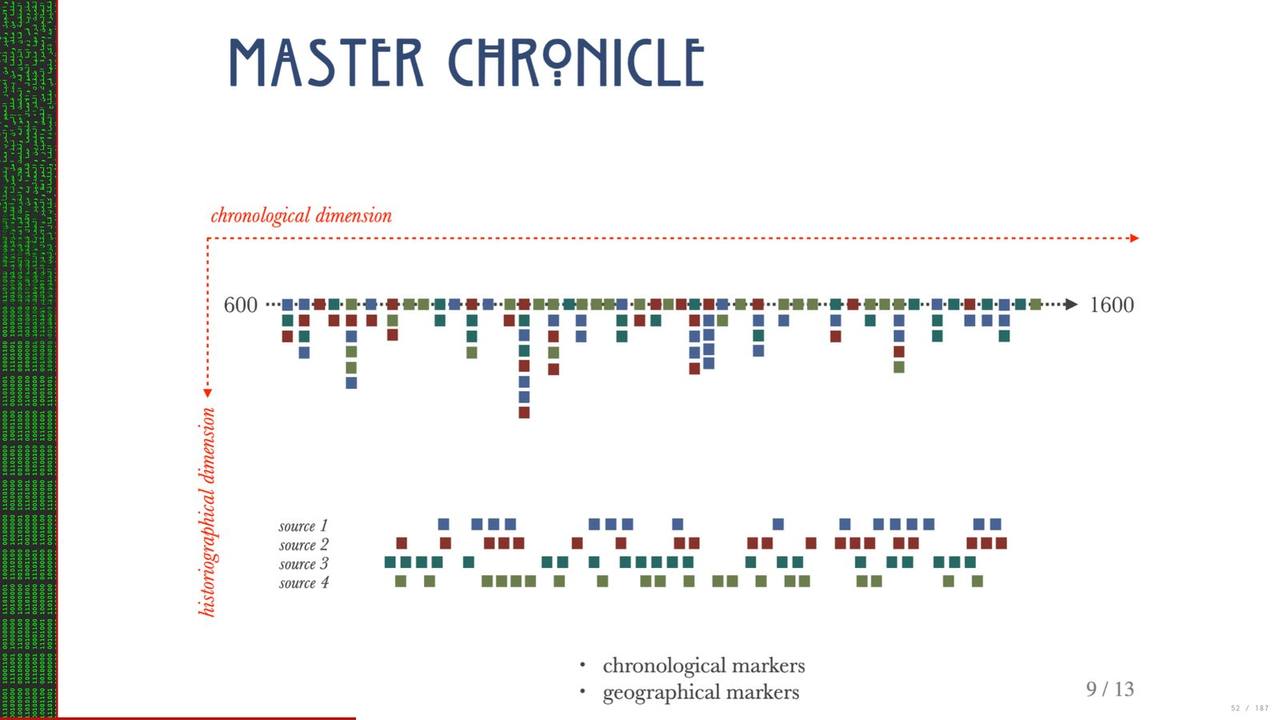 MASTER CHRONICLE
chronological dimension
600
1600
historiographical dimension
source 1
source 2
source 3
source 4
• chronological markers
• geographical markers
9 / 13
52 / 187